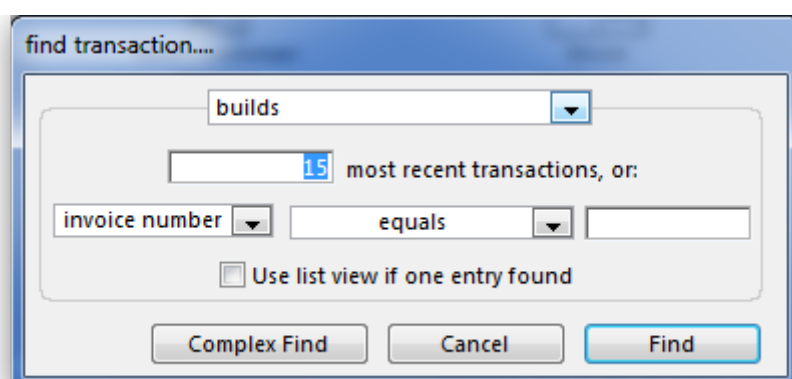 find transaction....
builds
15 most recent transactions, or:
invoice number equals
Use list view if one entry found
Complex Find Cancel Find